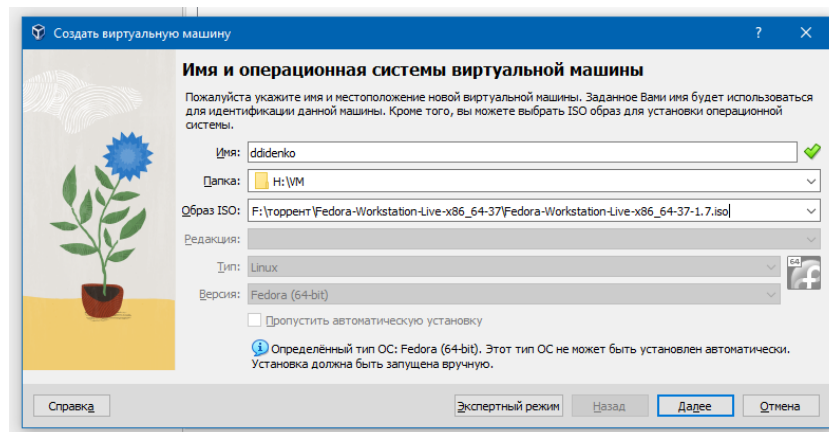 Создать виртуальную машину
Имя и операционная системы виртуальной машины
Пожалуйста укажите имя и местоположение новой виртуальной машины. Заданное Вами имя будет использоваться
для идентификации данной машины. Кроме того, вы можете выбрать ISO образ для установки операционной
системы.
Имя: ddidenko
Папка: H:\VM
Образ ISO: F:\торрент\Fedora-Workstation-Live-x86_64-37\Fedora-Workstation-Live-x86_64-37-1.7.iso
Редакция:
Тип: Linux 64
Версия: Fedora (64-bit)
Пропустить автоматическую установку
Определённый тип ОС: Fedora (64-bit). Этот тип ОС не может быть установлен автоматически.
Установка должна быть запущена вручную.
Справка Экспертный режим Назад Далее Отмена